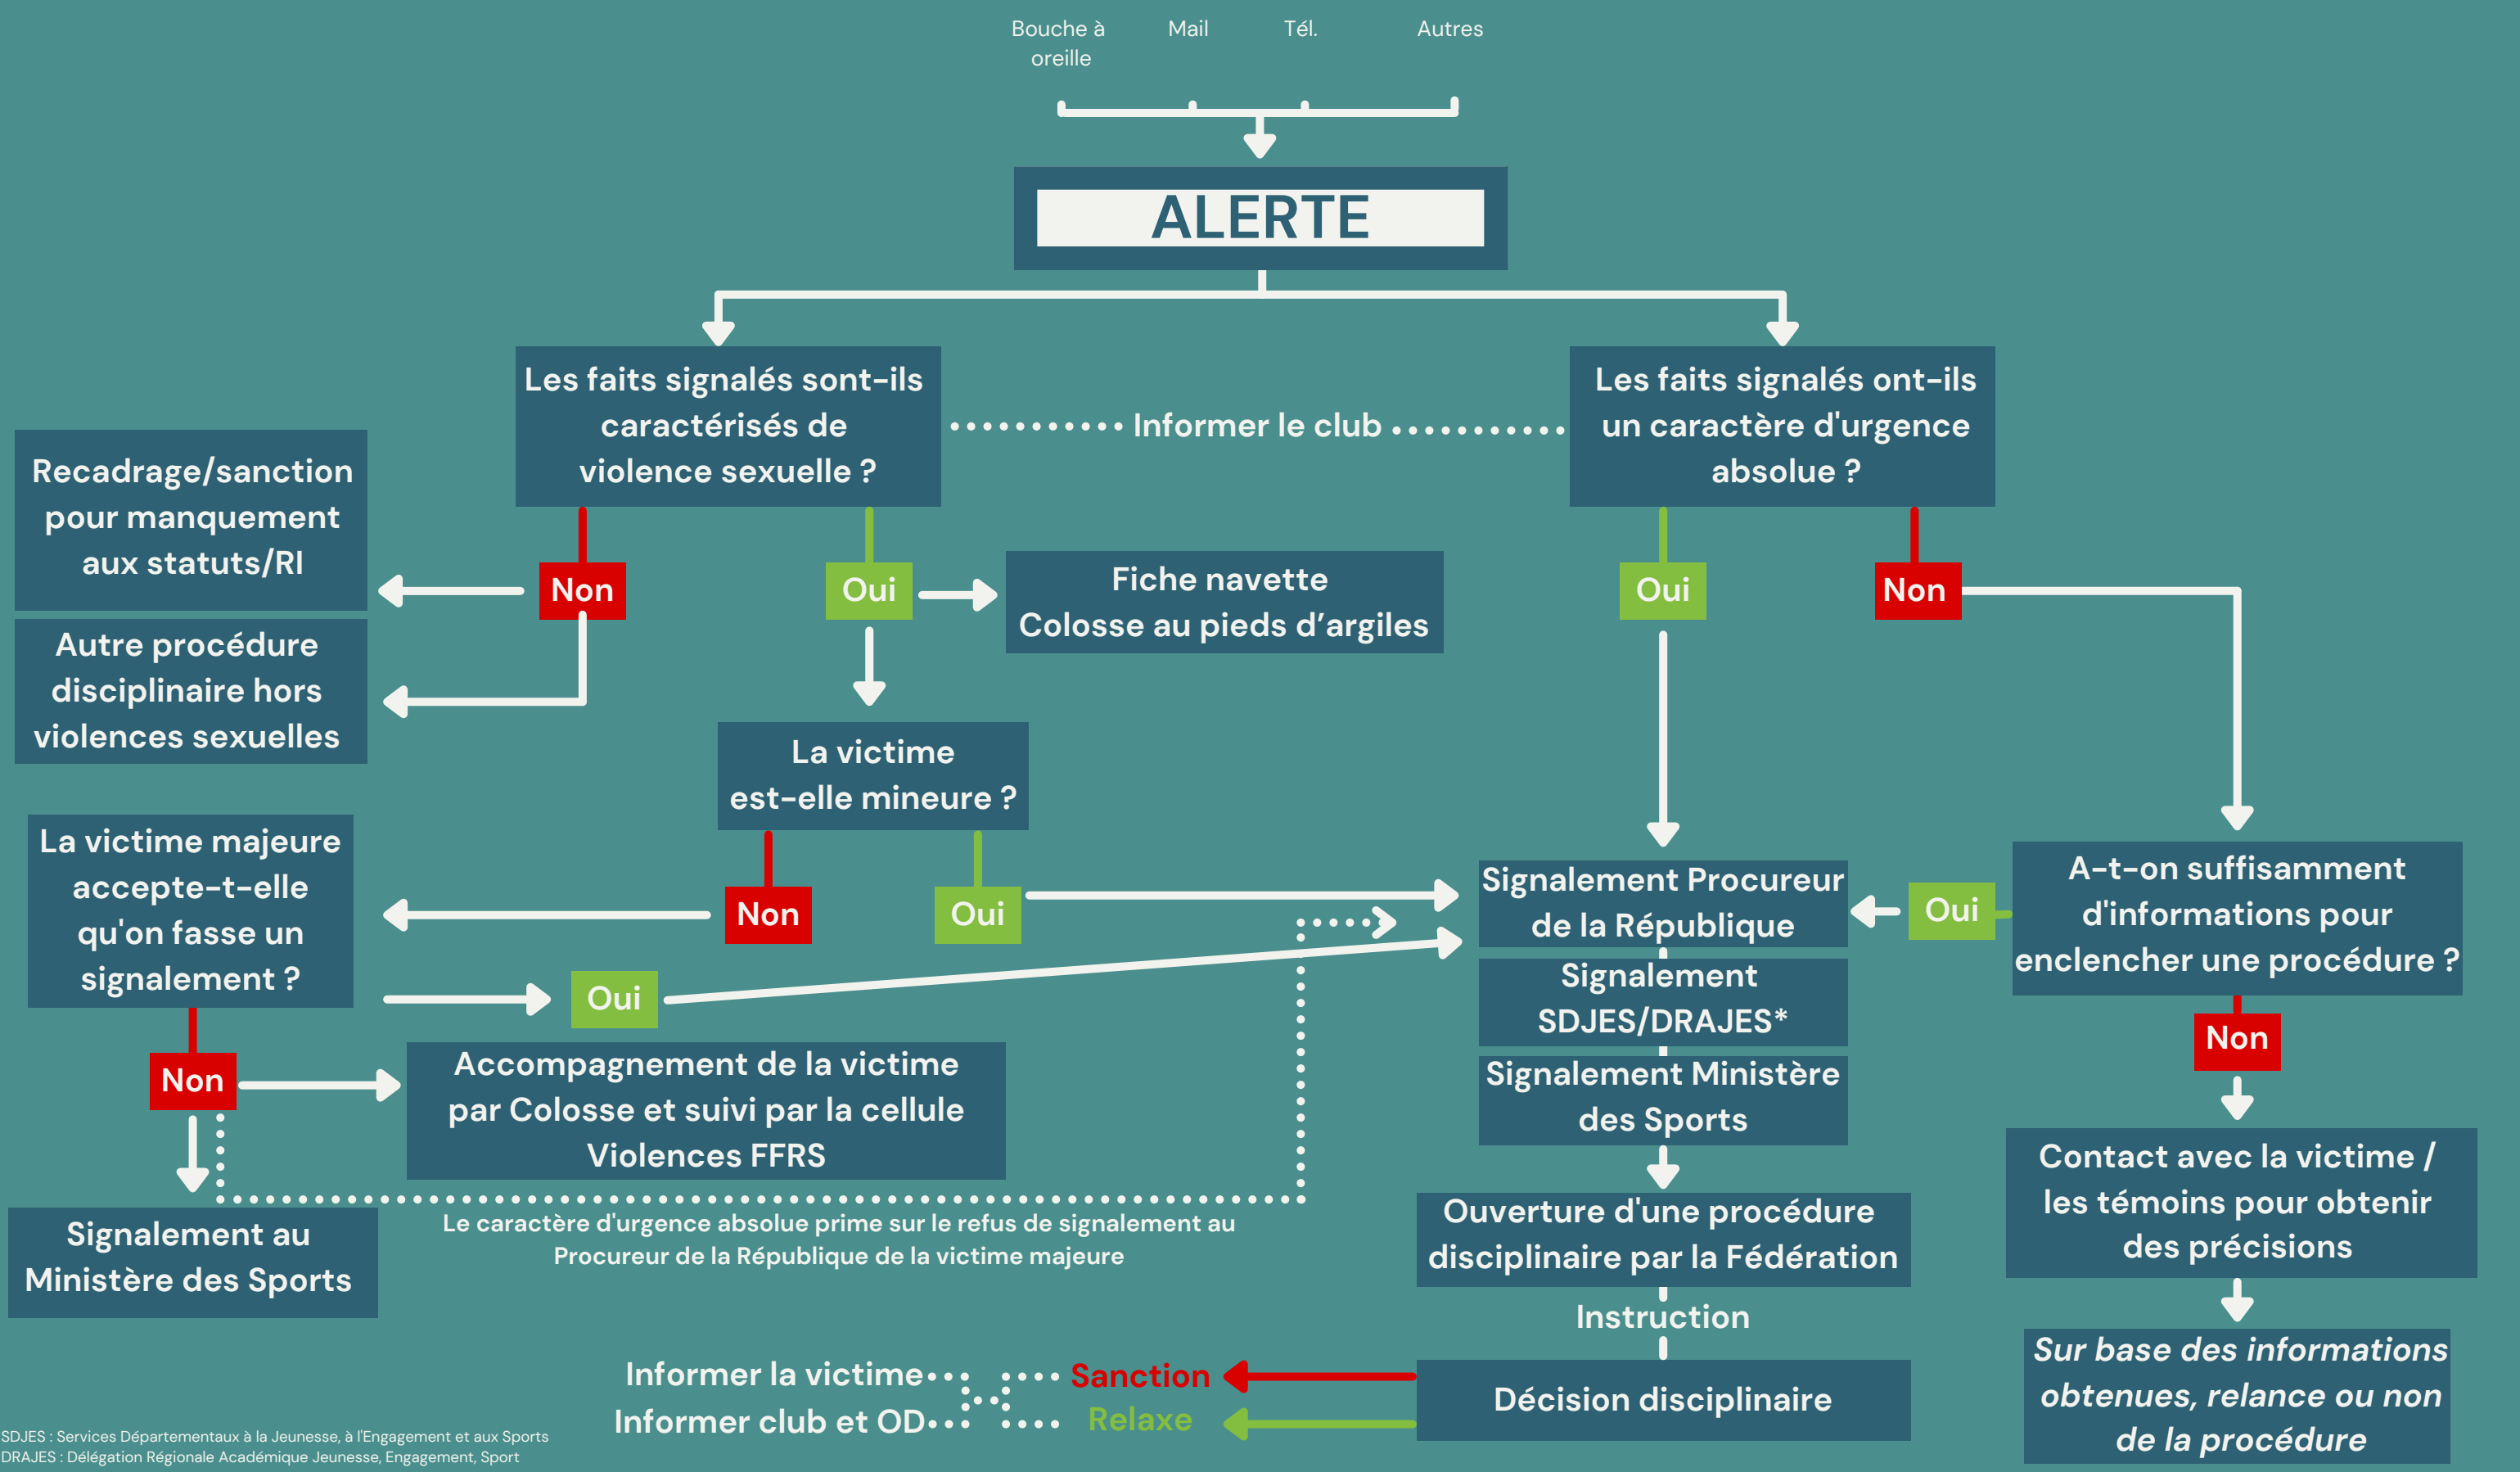 Bouche à
oreille
Mail
Tél.
Autres
ALERTE
Les faits signalés sont-ils
caractérisés de
violence sexuelle ?
Informer le club
Les faits signalés ont-ils
un caractère d'urgence
absolue ?
Recadrage/sanction
pour manquement
aux statuts/RI
Non
Oui
Fiche navette
Colosse au pieds d’argiles
Oui
Non
Autre procédure
disciplinaire hors
violences sexuelles
La victime
est-elle mineure ?
La victime majeure
accepte-t-elle
qu'on fasse un
signalement ?
Non
Oui
Signalement Procureur
de la République
Oui
A-t-on suffisamment
d'informations pour
enclencher une procédure ?
Oui
Signalement
SDJES/DRAJES*
Non
Non
Accompagnement de la victime
par Colosse et suivi par la cellule
Violences FFRS
Signalement Ministère
des Sports
Contact avec la victime /
les témoins pour obtenir
des précisions
Signalement au
Ministère des Sports
Le caractère d'urgence absolue prime sur le refus de signalement au
Procureur de la République de la victime majeure
Ouverture d'une procédure
disciplinaire par la Fédération
Instruction
Sur base des informations
obtenues, relance ou non
de la procédure
Informer la victime
Sanction
Décision disciplinaire
Informer club et OD
Relaxe
SDJES : Services Départementaux à la Jeunesse, à l'Engagement et aux Sports
DRAJES : Délégation Régionale Académique Jeunesse, Engagement, Sport